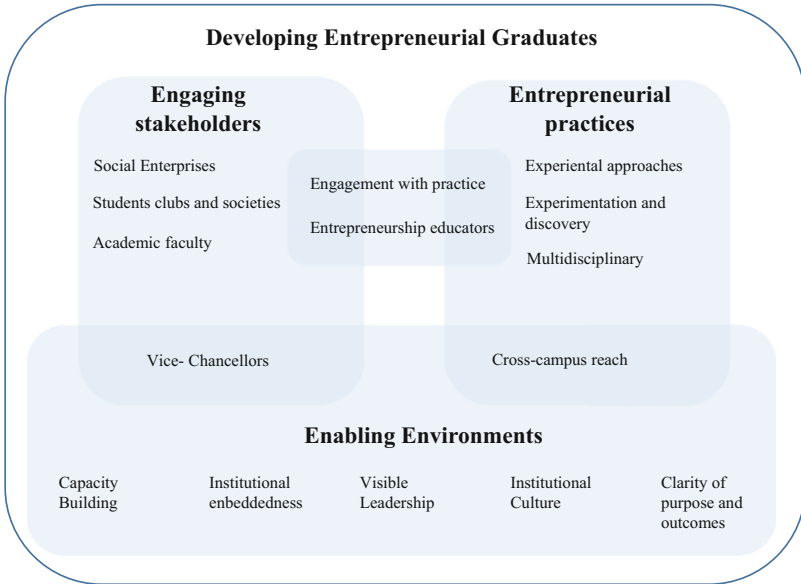 Developing Entrepreneurial Graduates
Engaging
stakeholders
Social Enterprises
Students clubs and societies
Academic faculty
Engagement with practice
Entrepreneurship educators
Entrepreneurial
practices
Experiental approaches
Experimentation and
discovery
Multidisciplinary
Vice- Chancellors
Cross-campus reach
Enabling Environments
Capacity
Building
Institutional
enbeddedness
Visible
Leadership
Institutional
Culture
Clarity of
purpose and
outcomes